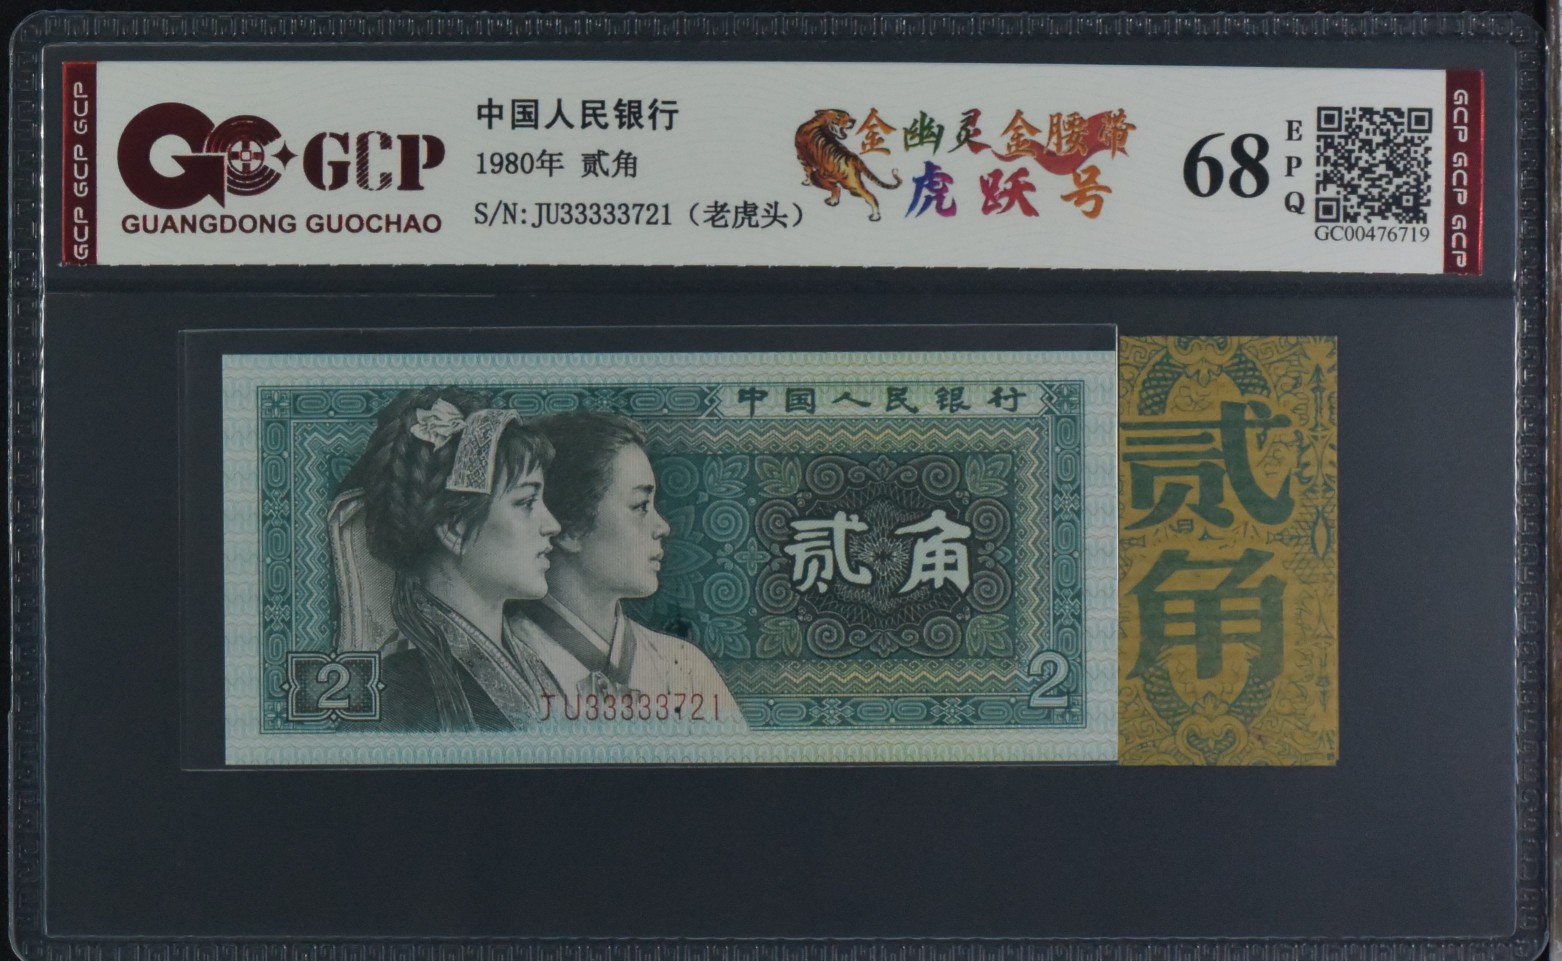 GCP GCP GCP
GCP
GUANGDONG GUOCHAO
中国人民银行
1980年 贰角
S/N:JU33333721（老虎头）
金幽灵金腰带
虎跃号
68
EPQ
GC00476719
GCP GCP GCP
中国人民银行
贰角
2
JU33333721
2
贰角